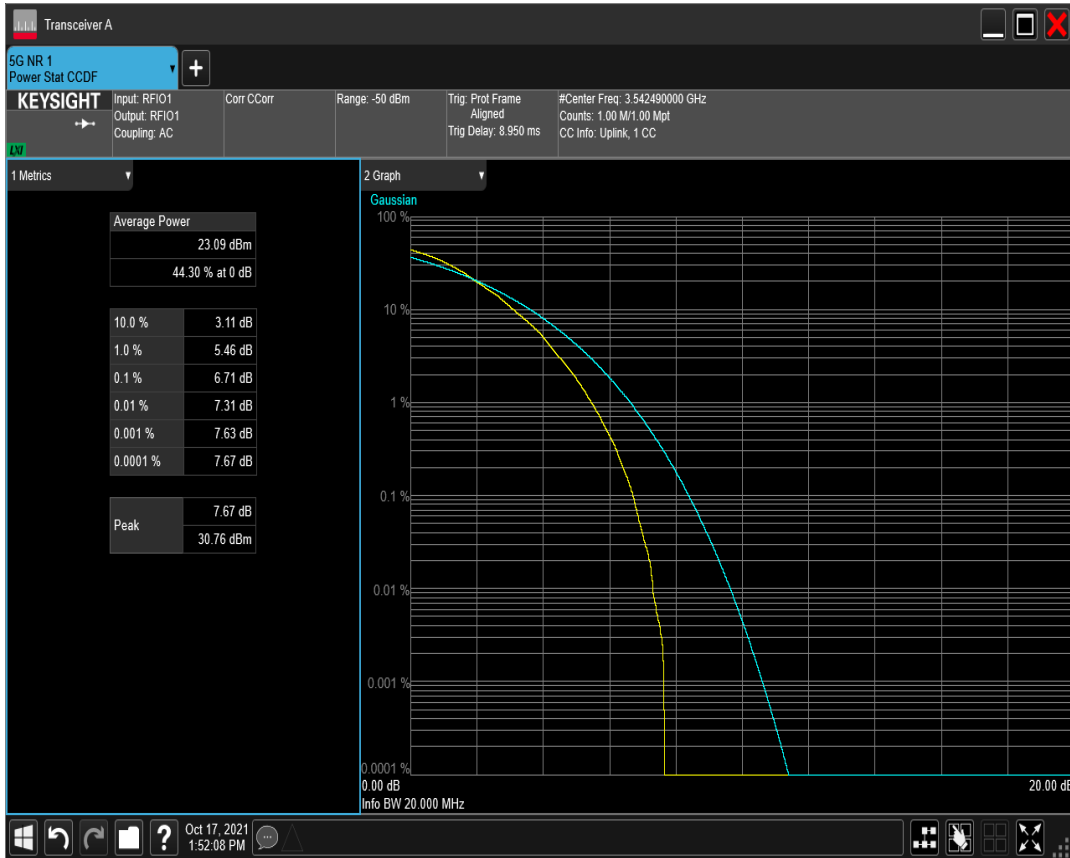 Transceiver A
5G NR 1
Power Stat CCDF
+
KEYSIGHT
LXI
Input: RFIO1
Output: RFIO1
Coupling: AC
Corr CCorr
Range: -50 dBm
Trig: Prot Frame
Aligned
Trig Delay: 8.950 ms
#Center Freq: 3.542490000 GHz
Counts: 1.00 M/1.00 Mpt
CC Info: Uplink, 1 CC
1 Metrics
Average Power
23.09 dBm
44.30 % at 0 dB
10.0 % 3.11 dB
1.0 % 5.46 dB
0.1 % 6.71 dB
0.01 % 7.31 dB
0.001 % 7.63 dB
0.0001 % 7.67 dB
Peak
7.67 dB
30.76 dBm
2 Graph
Gaussian
100 %
10 %
1 %
0.1 %
0.01 %
0.001 %
0.0001 %
0.00 dB 20.00 dB
Info BW 20.000 MHz
?
Oct 17, 2021
1:52:08 PM